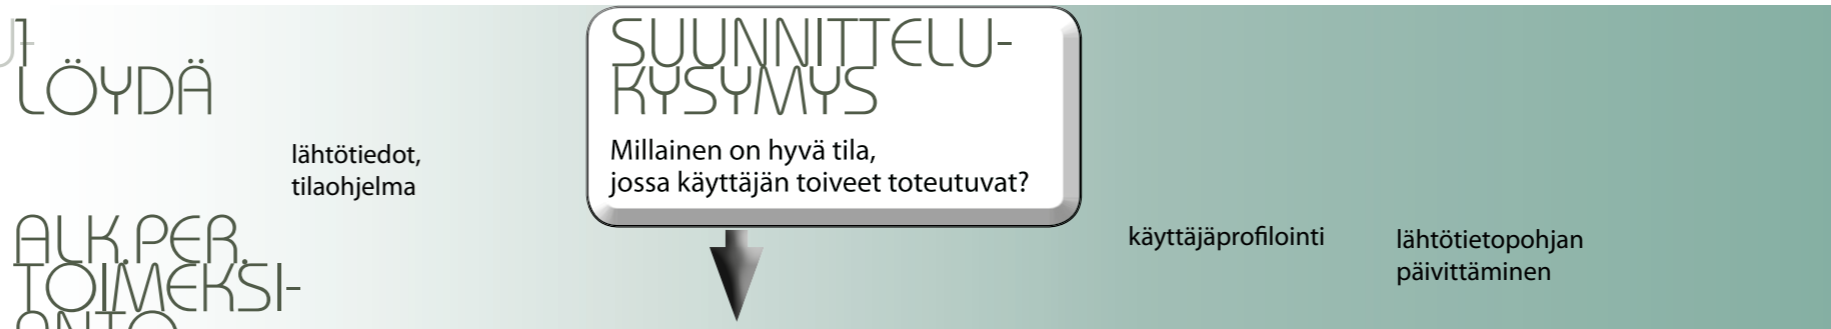 LÖYDÄ
lähtötiedot,
tilaohjelma
SUUNNITTELU-
KYSYMYS
Millainen on hyvä tila,
jossa käyttäjän toiveet toteutuvat?
ALK.PER.
TOIMEKSI-
ANTO
käyttäjäprofilointi
lähtötietopohjan
päivittäminen